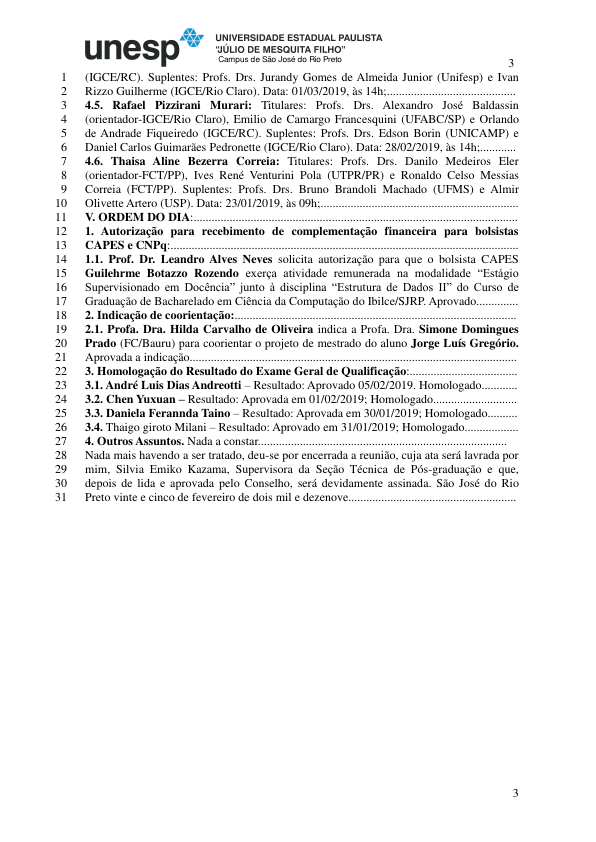 unesp
UNIVERSIDADE ESTADUAL PAULISTA
"JÚLIO DE MESQUITA FILHO"
Campus de São José do Rio Preto
3
1 (IGCE/RC). Suplentes: Profs. Drs. Jurandy Gomes de Almeida Junior (Unifesp) e Ivan
2 Rizzo Guilherme (IGCE/Rio Claro). Data: 01/03/2019, às 14h;...........................................
3 4.5. Rafael Pizzirani Murari: Titulares: Profs. Drs. Alexandro José Baldassin
4 (orientador-IGCE/Rio Claro), Emilio de Camargo Francesquini (UFABC/SP) e Orlando
5 de Andrade Fiqueiredo (IGCE/RC). Suplentes: Profs. Drs. Edson Borin (UNICAMP) e
6 Daniel Carlos Guimarães Pedronette (IGCE/Rio Claro). Data: 28/02/2019, às 14h;............
7 4.6. Thaisa Aline Bezerra Correia: Titulares: Profs. Drs. Danilo Medeiros Eler
8 (orientador-FCT/PP), Ives René Venturini Pola (UTPR/PR) e Ronaldo Celso Messias
9 Correia (FCT/PP). Suplentes: Profs. Drs. Bruno Brandoli Machado (UFMS) e Almir
10 Olivette Artero (USP). Data: 23/01/2019, às 09h;..................................................................
11 V. ORDEM DO DIA:............................................................................................................
12 1. Autorização para recebimento de complementação financeira para bolsistas
13 CAPES e CNPq:....................................................................................................................
14 1.1. Prof. Dr. Leandro Alves Neves solicita autorização para que o bolsista CAPES
15 Guilehrme Botazzo Rozendo exerça atividade remunerada na modalidade “Estágio
16 Supervisionado em Docência” junto à disciplina “Estrutura de Dados II” do Curso de
17 Graduação de Bacharelado em Ciência da Computação do Ibilce/SJRP. Aprovado..............
18 2. Indicação de coorientação:..............................................................................................
19 2.1. Profa. Dra. Hilda Carvalho de Oliveira indica a Profa. Dra. Simone Domingues
20 Prado (FC/Bauru) para coorientar o projeto de mestrado do aluno Jorge Luís Gregório.
21 Aprovada a indicação.............................................................................................................
22 3. Homologação do Resultado do Exame Geral de Qualificação:....................................
23 3.1. André Luis Dias Andreotti – Resultado: Aprovado 05/02/2019. Homologado............
24 3.2. Chen Yuxuan – Resultado: Aprovada em 01/02/2019; Homologado............................
25 3.3. Daniela Ferannda Taino – Resultado: Aprovada em 30/01/2019; Homologado..........
26 3.4. Thaigo giroto Milani – Resultado: Aprovado em 31/01/2019; Homologado..................
27 4. Outros Assuntos. Nada a constar...................................................................................
28 Nada mais havendo a ser tratado, deu-se por encerrada a reunião, cuja ata será lavrada por
29 mim, Silvia Emiko Kazama, Supervisora da Seção Técnica de Pós-graduação e que,
30 depois de lida e aprovada pelo Conselho, será devidamente assinada. São José do Rio
31 Preto vinte e cinco de fevereiro de dois mil e dezenove........................................................
3